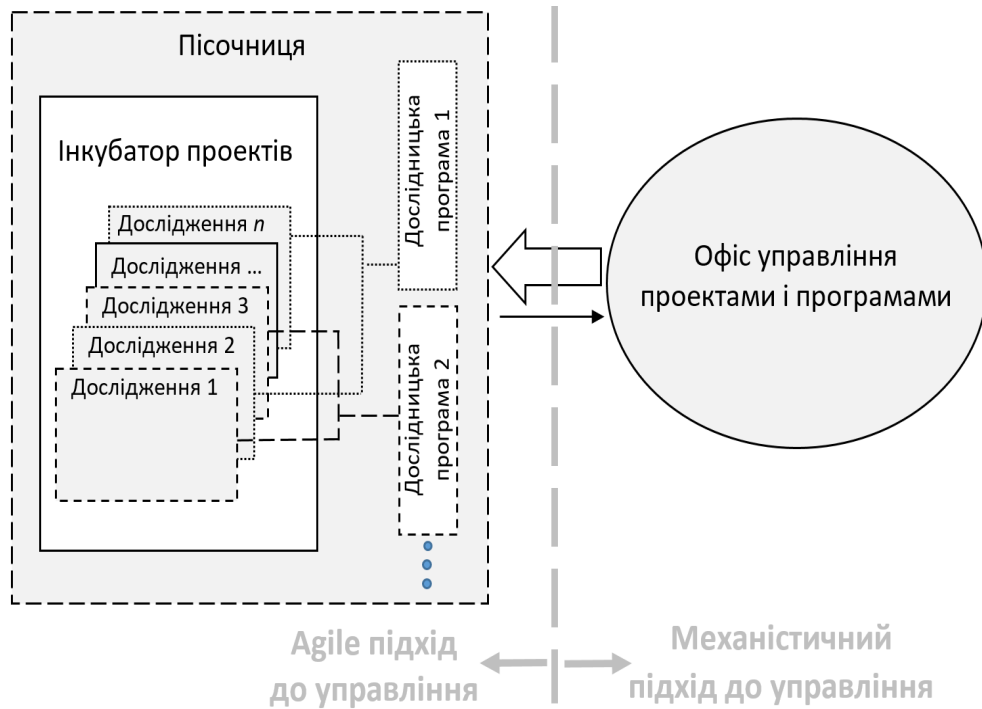 Пісочниця
Інкубатор проектів
Дослідження n
Дослідження ...
Дослідження 3
Дослідження 2
Дослідження 1
Дослідницька
програма 1
Дослідницька
програма 2
Офіс управління
проектами і програмами
Agile підхід
до управління
Механістичний
підхід до управління